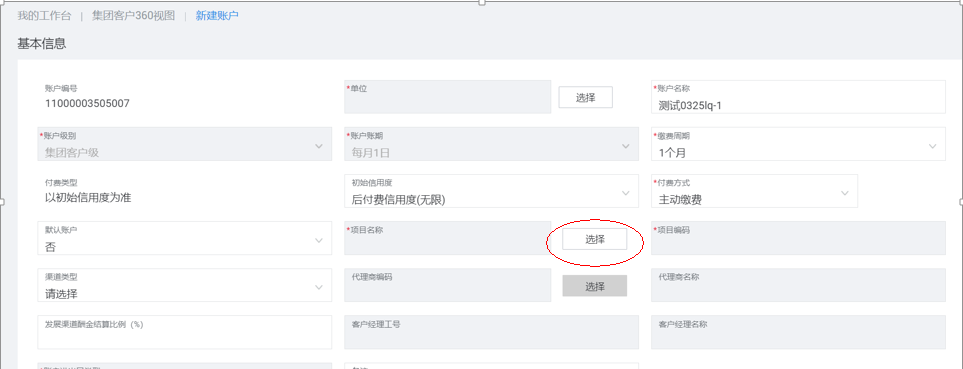 我的工作台 | 集团客户360视图 | 新建账户
基本信息
账户编号
11000003505007
*单位
选择
*账户名称
测试0325lq-1
*账户级别
集团客户级
*账户账期
每月1日
*缴费周期
1个月
付费类型
以初始信用度为准
初始信用度
后付费信用度(无限)
*付费方式
主动缴费
默认账户
否
*项目名称
选择
*项目编码
渠道类型
请选择
代理商编码
选择
代理商名称
发展渠道酬金结算比例（%）
客户经理工号
客户经理名称